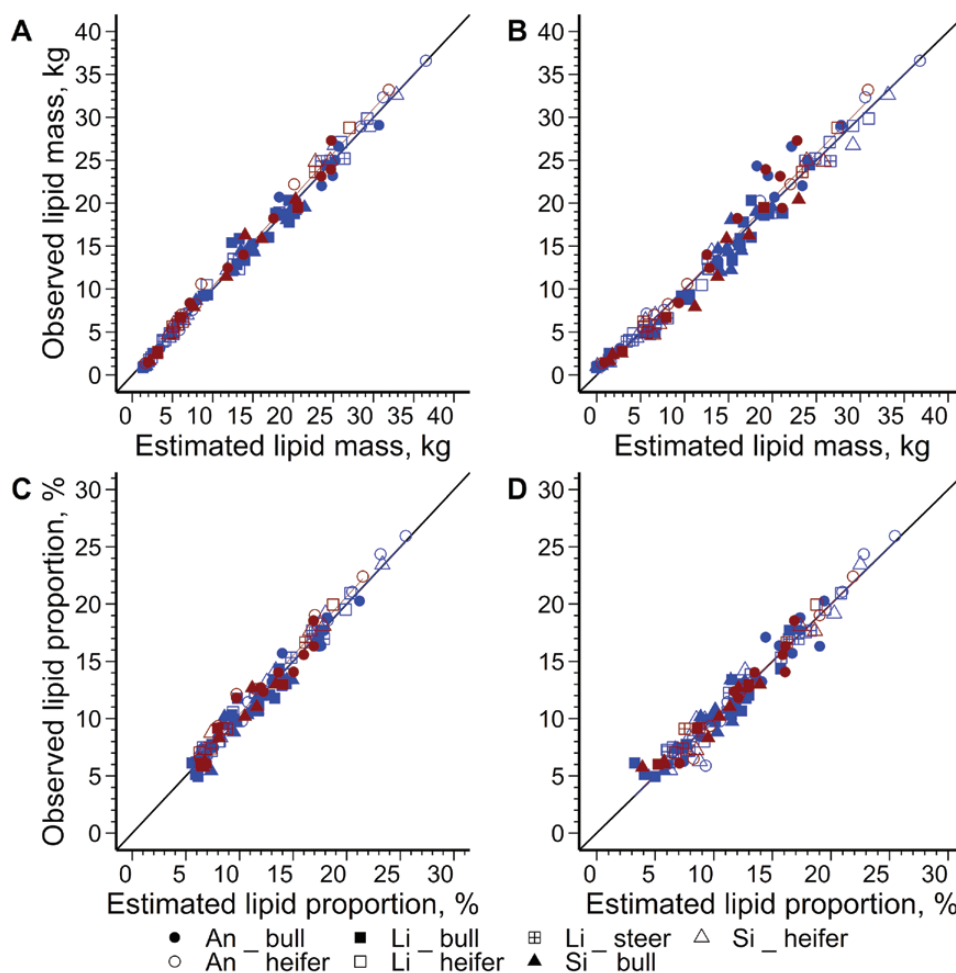 A
B
40
35
30
25
20
15
10
5
0
Observed lipid mass, kg
0 5 10 15 20 25 30 35 40
Estimated lipid mass, kg
40
35
30
25
20
15
10
5
0
0 5 10 15 20 25 30 35 40
Estimated lipid mass, kg
C
D
30
25
20
15
10
5
0
Observed lipid proportion, %
0 5 10 15 20 25 30
Estimated lipid proportion, %
30
25
20
15
10
5
0
0 5 10 15 20 25 30
Estimated lipid proportion, %
An _ bull Li _ bull Li _ steer Si _ heifer
An _ heifer Li _ heifer Si _ bull